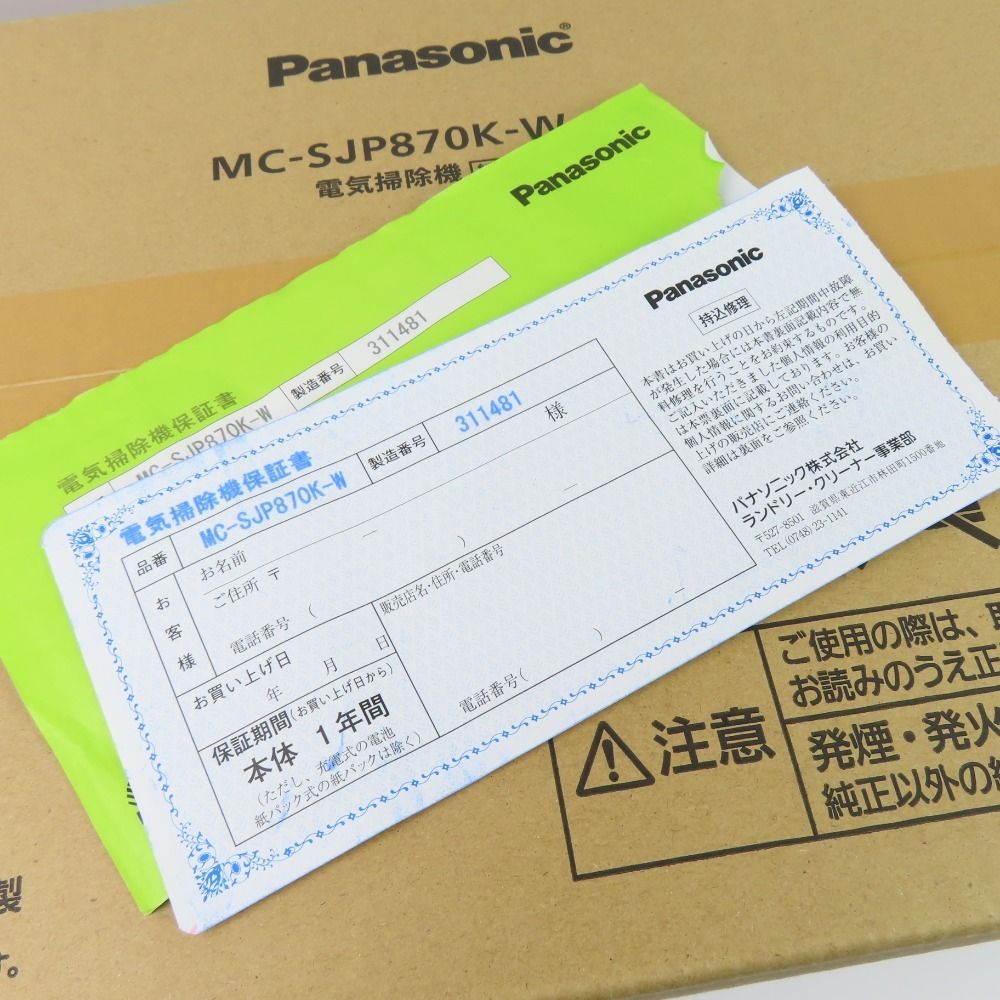 Panasonic
MC-SJP870K-W
電気掃除機
Panasonic
製造番号 311481
電気掃除機保証書
MC-SJP870K-W
Panasonic
持込修理
本書はお買い上げの日から左記期間中故障
が発生した場合には本書裏面記載内容で無
料修理を行うことをお約束するものです。
ご記入いただきました個人情報の利用目的
は本票裏面に記載しております。お客様の
個人情報に関するお問い合わせは、お買い
上げの販売店にご連絡ください。
詳細は裏面をご参照ください。
パナソニック株式会社
ランドリー・クリーナー事業部
〒527-8501 滋賀県東近江市林田町1500番地
TEL(0748)23-1141
電気掃除機保証書
品番 MC-SJP870K-W 製造番号 311481
お客様
お名前 様
ご住所 〒
電話番号 ( )
お買い上げ日
年 月 日
販売店名・住所・電話番号
電話番号( )
保証期間(お買い上げ日から)
本体 1年間
(ただし、充電式の電池
紙パック式の紙パックは除く)
注意
ご使用の際は、
お読みのうえ正
発煙・発火
純正以外の
製
す。